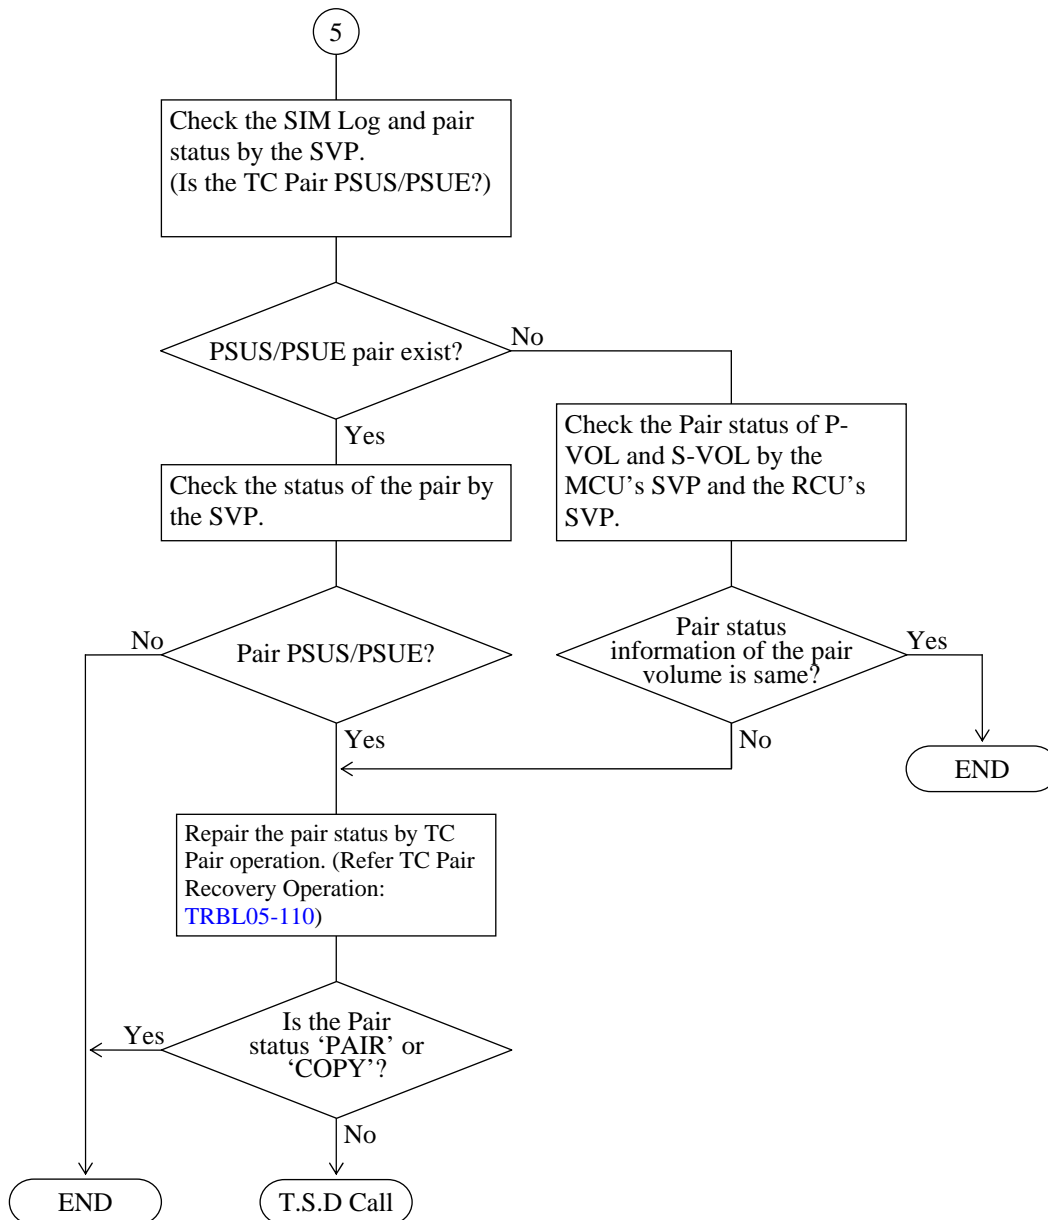 5
Check the SIM Log and pair
status by the SVP.
(Is the TC Pair PSUS/PSUE?)
PSUS/PSUE pair exist?
No
Yes
Check the Pair status of P-
VOL and S-VOL by the
MCU’s SVP and the RCU’s
SVP.
Check the status of the pair by
the SVP.
No
Pair PSUS/PSUE?
Pair status
information of the pair
volume is same?
Yes
Yes
No
END
Repair the pair status by TC
Pair operation. (Refer TC Pair
Recovery Operation:
TRBL05-110)
Yes
Is the Pair
status ‘PAIR’ or
‘COPY’?
No
END
T.S.D Call